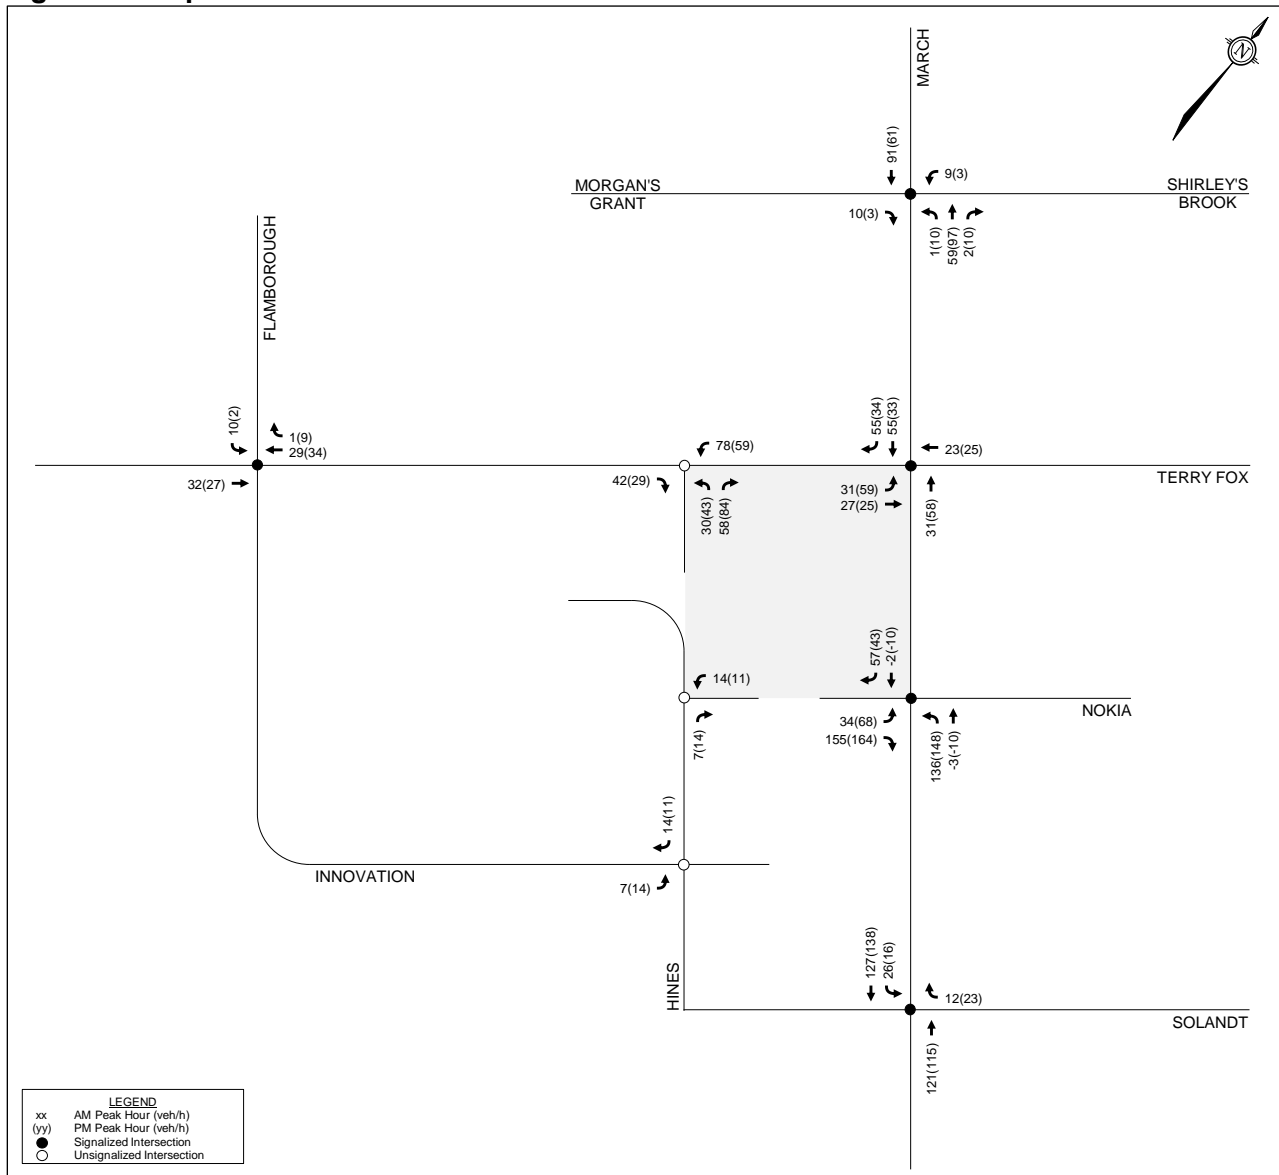 MARCH
N
91(61)
9(3)
MORGAN'S
GRANT
SHIRLEY'S
BROOK
10(3)
1(10)
59(97)
2(10)
FLAMBOROUGH
10(2)
1(9)
29(34)
32(27)
78(59)
42(29)
30(43)
58(84)
55(34)
55(33)
23(25)
TERRY FOX
31(59)
27(25)
31(58)
57(43)
-2(-10)
14(11)
NOKIA
7(14)
34(68)
155(164)
136(148)
-3(-10)
14(11)
INNOVATION
7(14)
HINES
127(138)
26(16)
12(23)
SOLANDT
121(115)
LEGEND
xx AM Peak Hour (veh/h)
(yy) PM Peak Hour (veh/h)
Signalized Intersection
Unsignalized Intersection